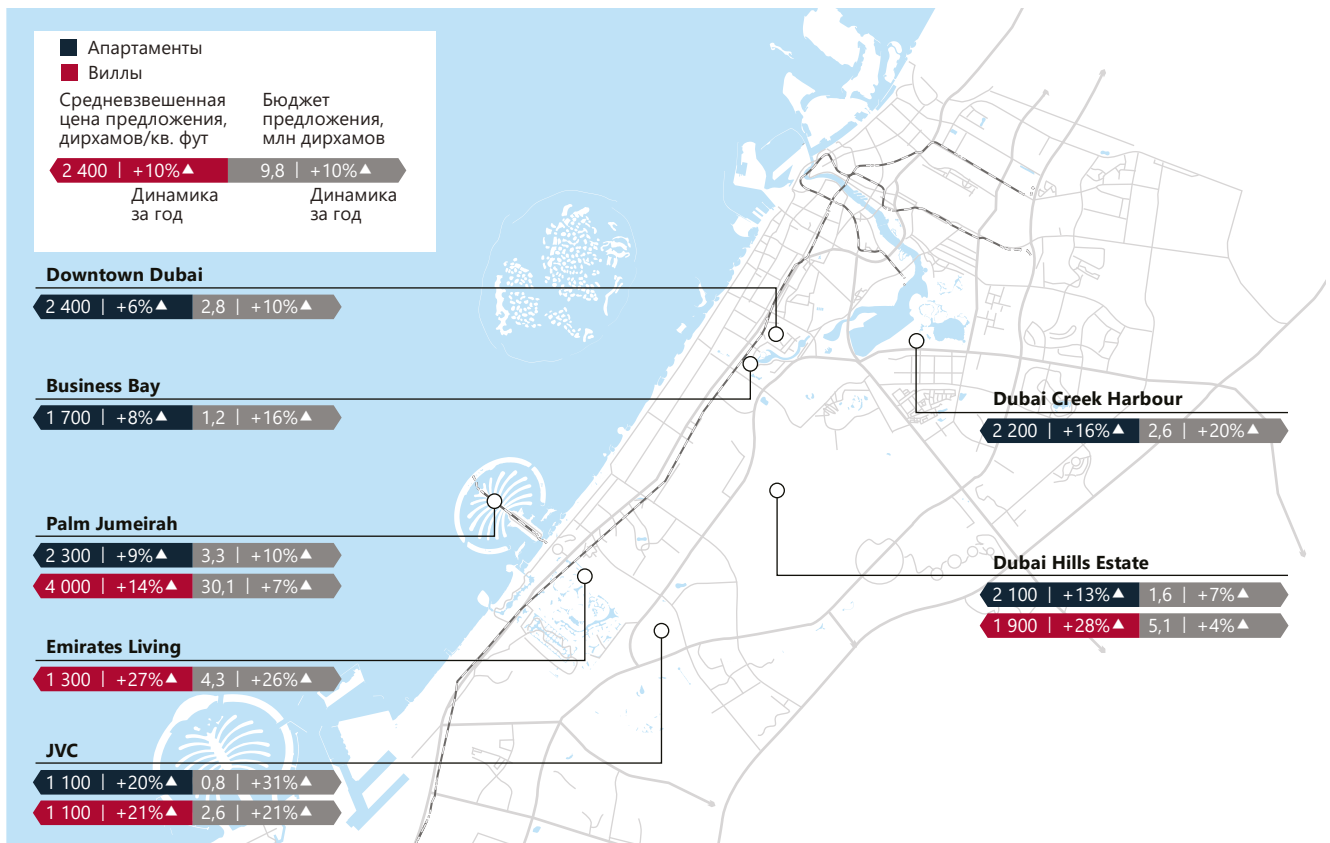 Апартаменты
Виллы
Средневзвешенная
цена предложения,
дирхамов/кв. фут
Бюджет
предложения,
млн дирхамов
2 400 | +10%▲ 9,8 | +10%▲
Динамика
за год
Динамика
за год
Downtown Dubai
2 400 | +6%▲ 2,8 | +10%▲
Business Bay
1 700 | +8%▲ 1,2 | +16%▲
Palm Jumeirah
2 300 | +9%▲ 3,3 | +10%▲
4 000 | +14%▲ 30,1 | +7%▲
Emirates Living
1 300 | +27%▲ 4,3 | +26%▲
JVC
1 100 | +20%▲ 0,8 | +31%▲
1 100 | +21%▲ 2,6 | +21%▲
Dubai Creek Harbour
2 200 | +16%▲ 2,6 | +20%▲
Dubai Hills Estate
2 100 | +13%▲ 1,6 | +7%▲
1 900 | +28%▲ 5,1 | +4%▲